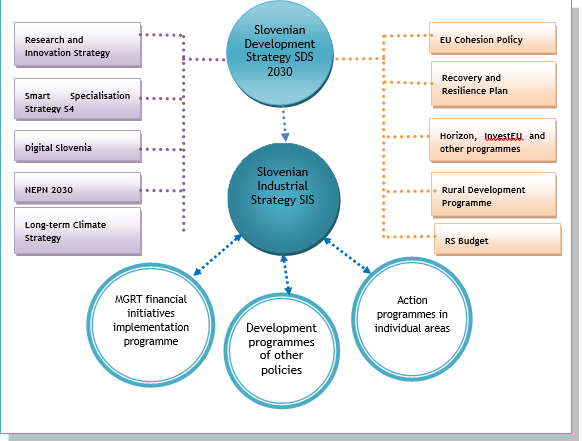 Research and
Innovation Strategy
Smart Specialisation
Strategy S4
Digital Slovenia
NEPN 2030
Long-term Climate
Strategy
Slovenian
Development
Strategy SDS
2030
Slovenian
Industrial
Strategy SIS
EU Cohesion Policy
Recovery and
Resilience Plan
Horizon, InvestEU and
other programmes
Rural Development
Programme
RS Budget
MGRT financial
initiatives
implementation
programme
Development
programmes
of other
policies
Action
programmes in
individual areas